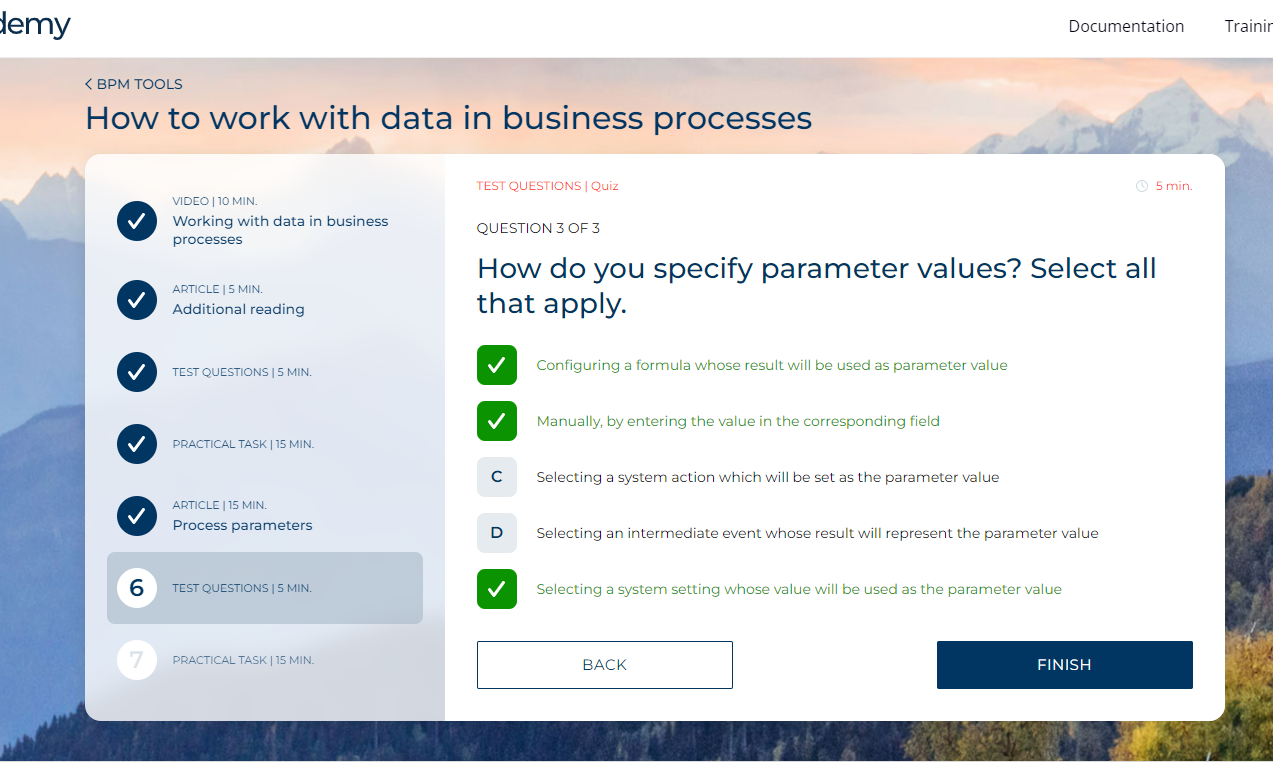 Documentation
BPM TOOLS
How to work with data in business processes
VIDEO | 10 MIN.
Working with data in business
processes
ARTICLE | 5 MIN.
Additional reading
TEST QUESTIONS | 5 MIN.
PRACTICAL TASK | 15 MIN.
ARTICLE | 15 MIN.
Process parameters
6
TEST QUESTIONS | 5 MIN.
7
PRACTICAL TASK | 15 MIN.
TEST QUESTIONS | Quiz
5 min.
QUESTION 3 OF 3
How do you specify parameter values? Select all
that apply.
Configuring a formula whose result will be used as parameter value
Manually, by entering the value in the corresponding field
C Selecting a system action which will be set as the parameter value
D Selecting an intermediate event whose result will represent the parameter value
Selecting a system setting whose value will be used as the parameter value
BACK
FINISH